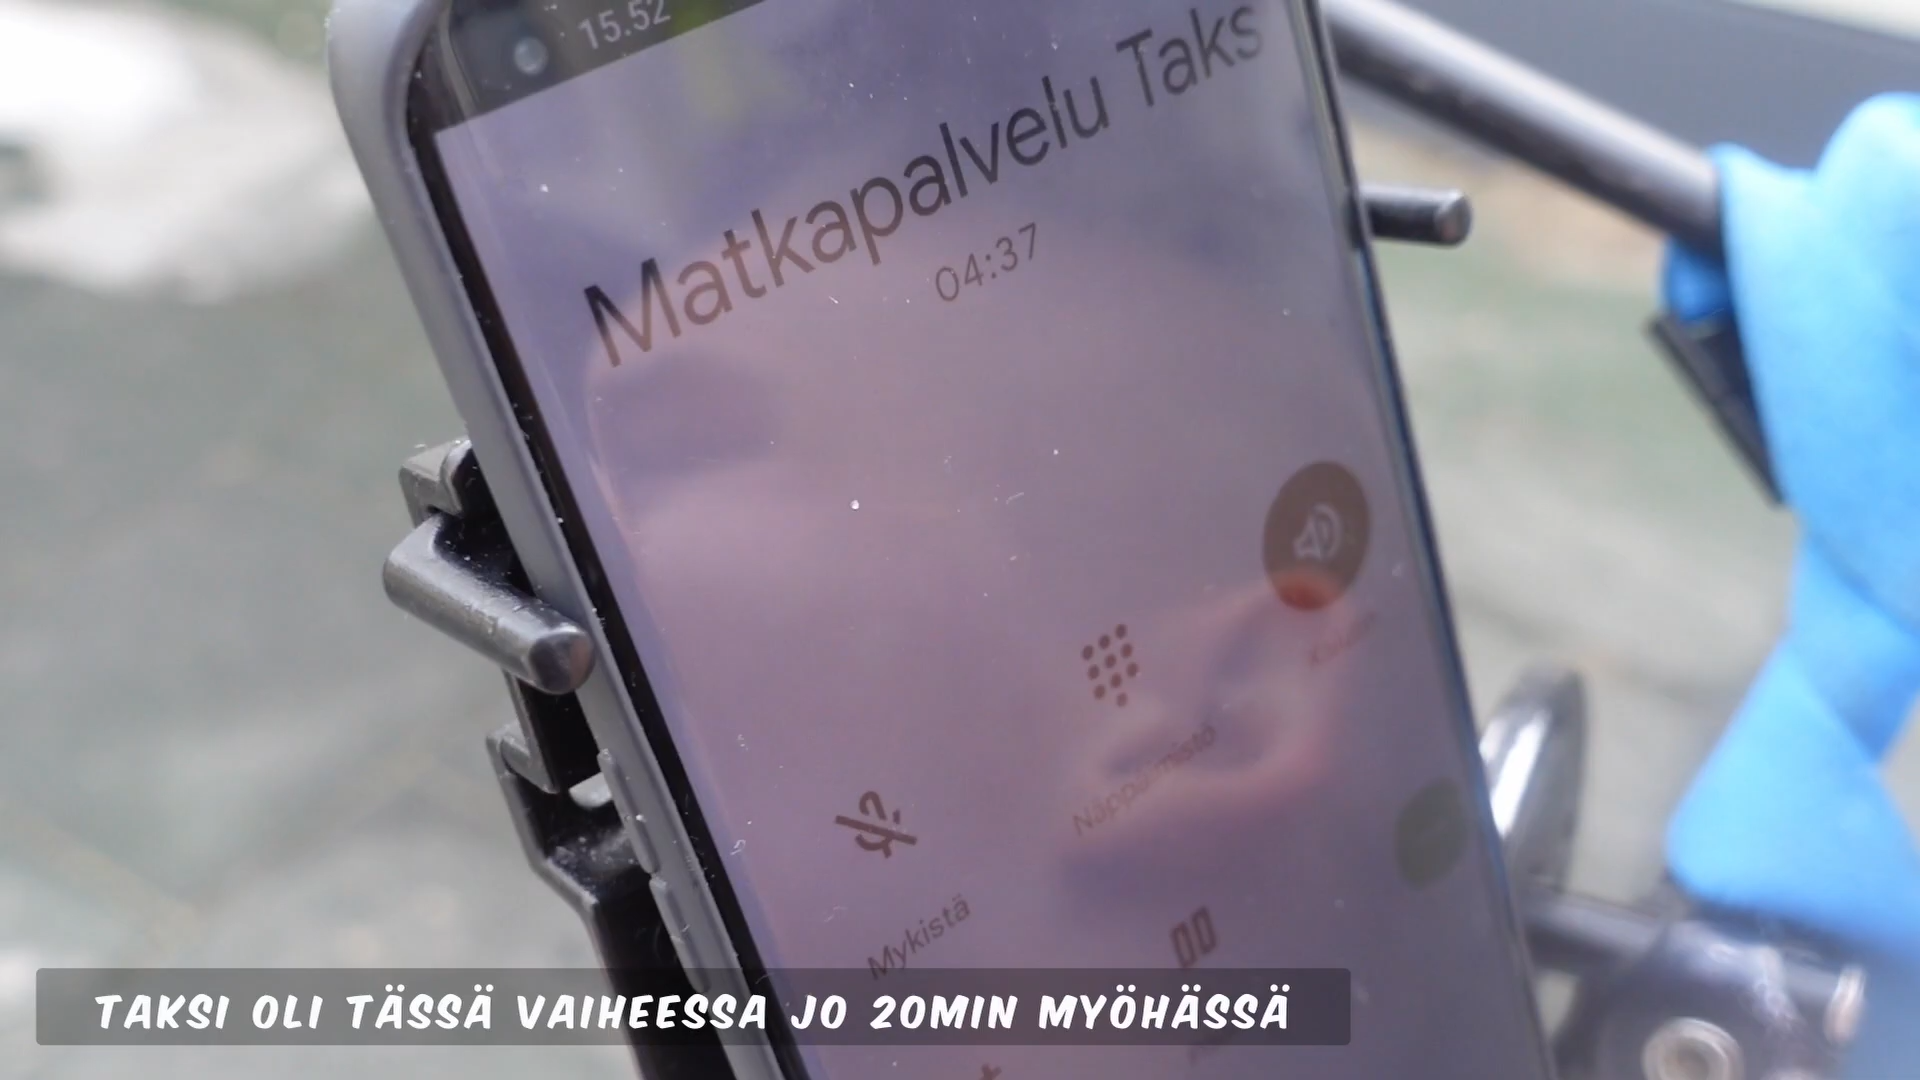 15.52
Matkapalvelu Taks
04:37
Näppäimistö
Mykistä
TAKSI OLI TÄSSÄ VAIHEESSA JO 20MIN MYÖHÄSSÄ